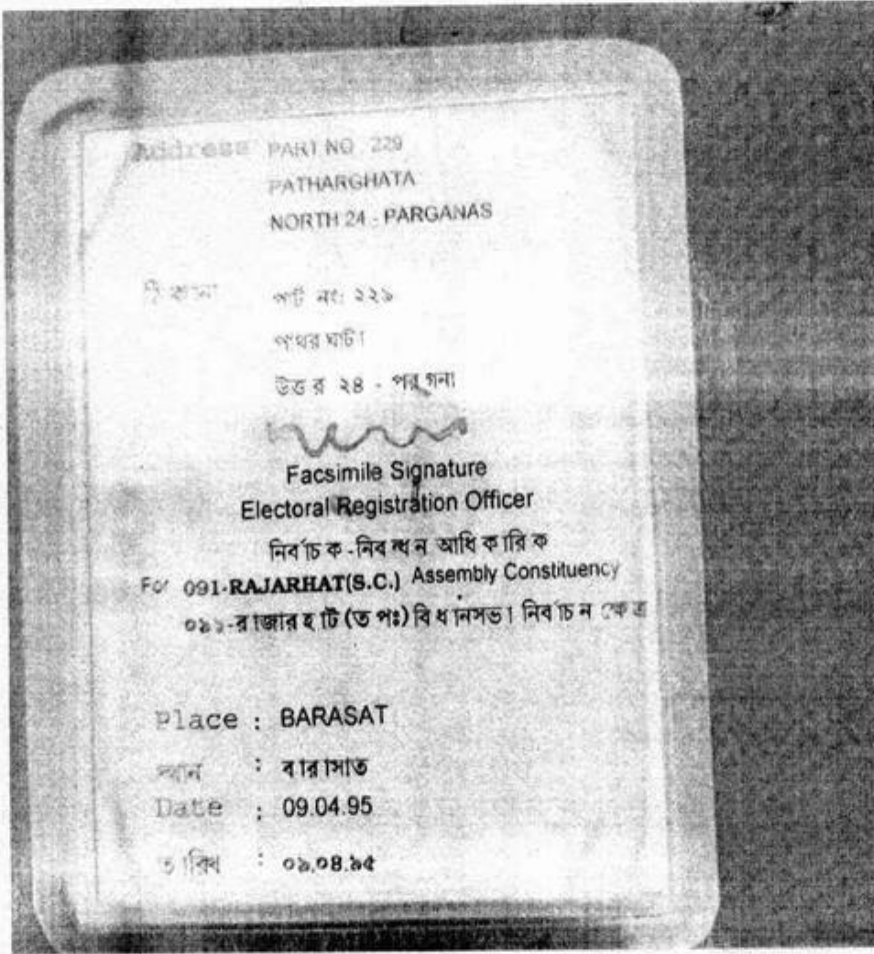 Address PART NO 229
PATHARGHATA
NORTH 24 - PARGANAS
ঠিকানা পার্ট নং ২২৯
পাথরঘাটা
উত্তর ২৪ - পরগনা
Facsimile Signature
Electoral Registration Officer
নির্বাচক-নিবন্ধন আধিকারিক
For 091-RAJARHAT(S.C.) Assembly Constituency
০৯১-রাজারহাট(তপঃ)বিধানসভা নির্বাচন ক্ষেত্র
Place : BARASAT
স্থান : বারাসাত
Date : 09.04.95
তারিখ : ০৯.০৪.৯৫